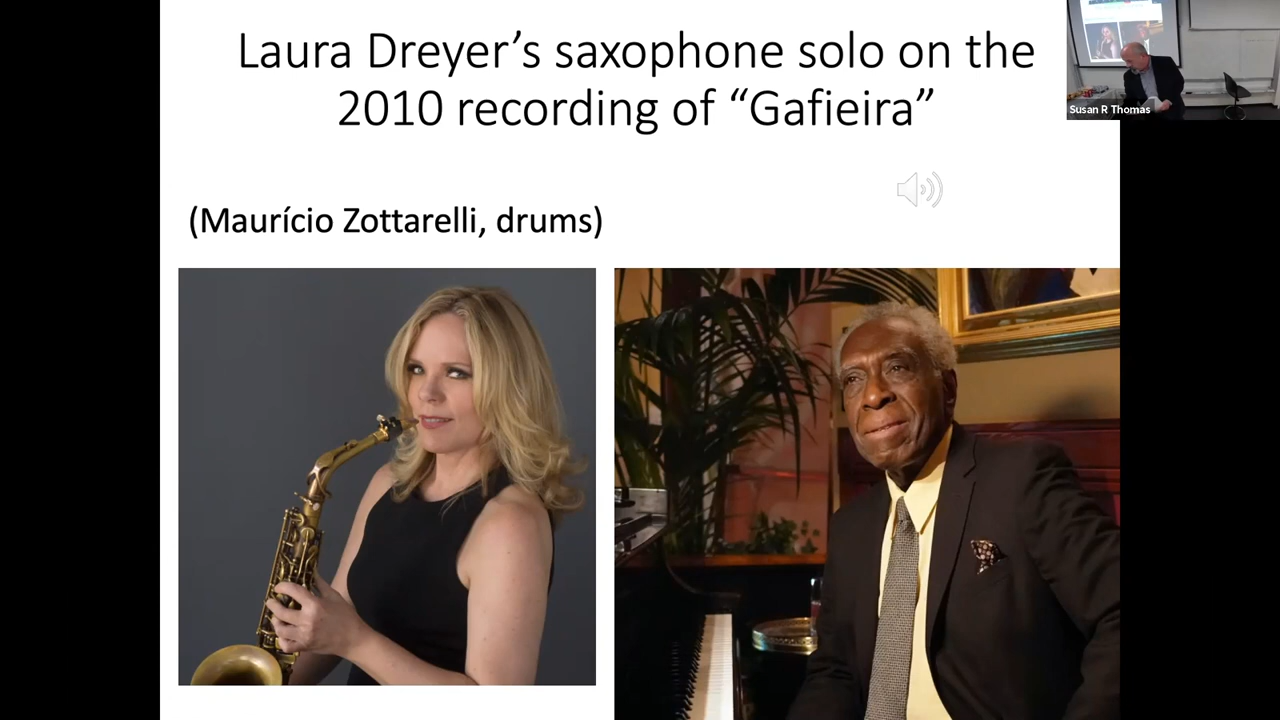 Laura Dreyer’s saxophone solo on the
2010 recording of “Gafieira”
Susan R Thomas
(Maurício Zottarelli, drums)